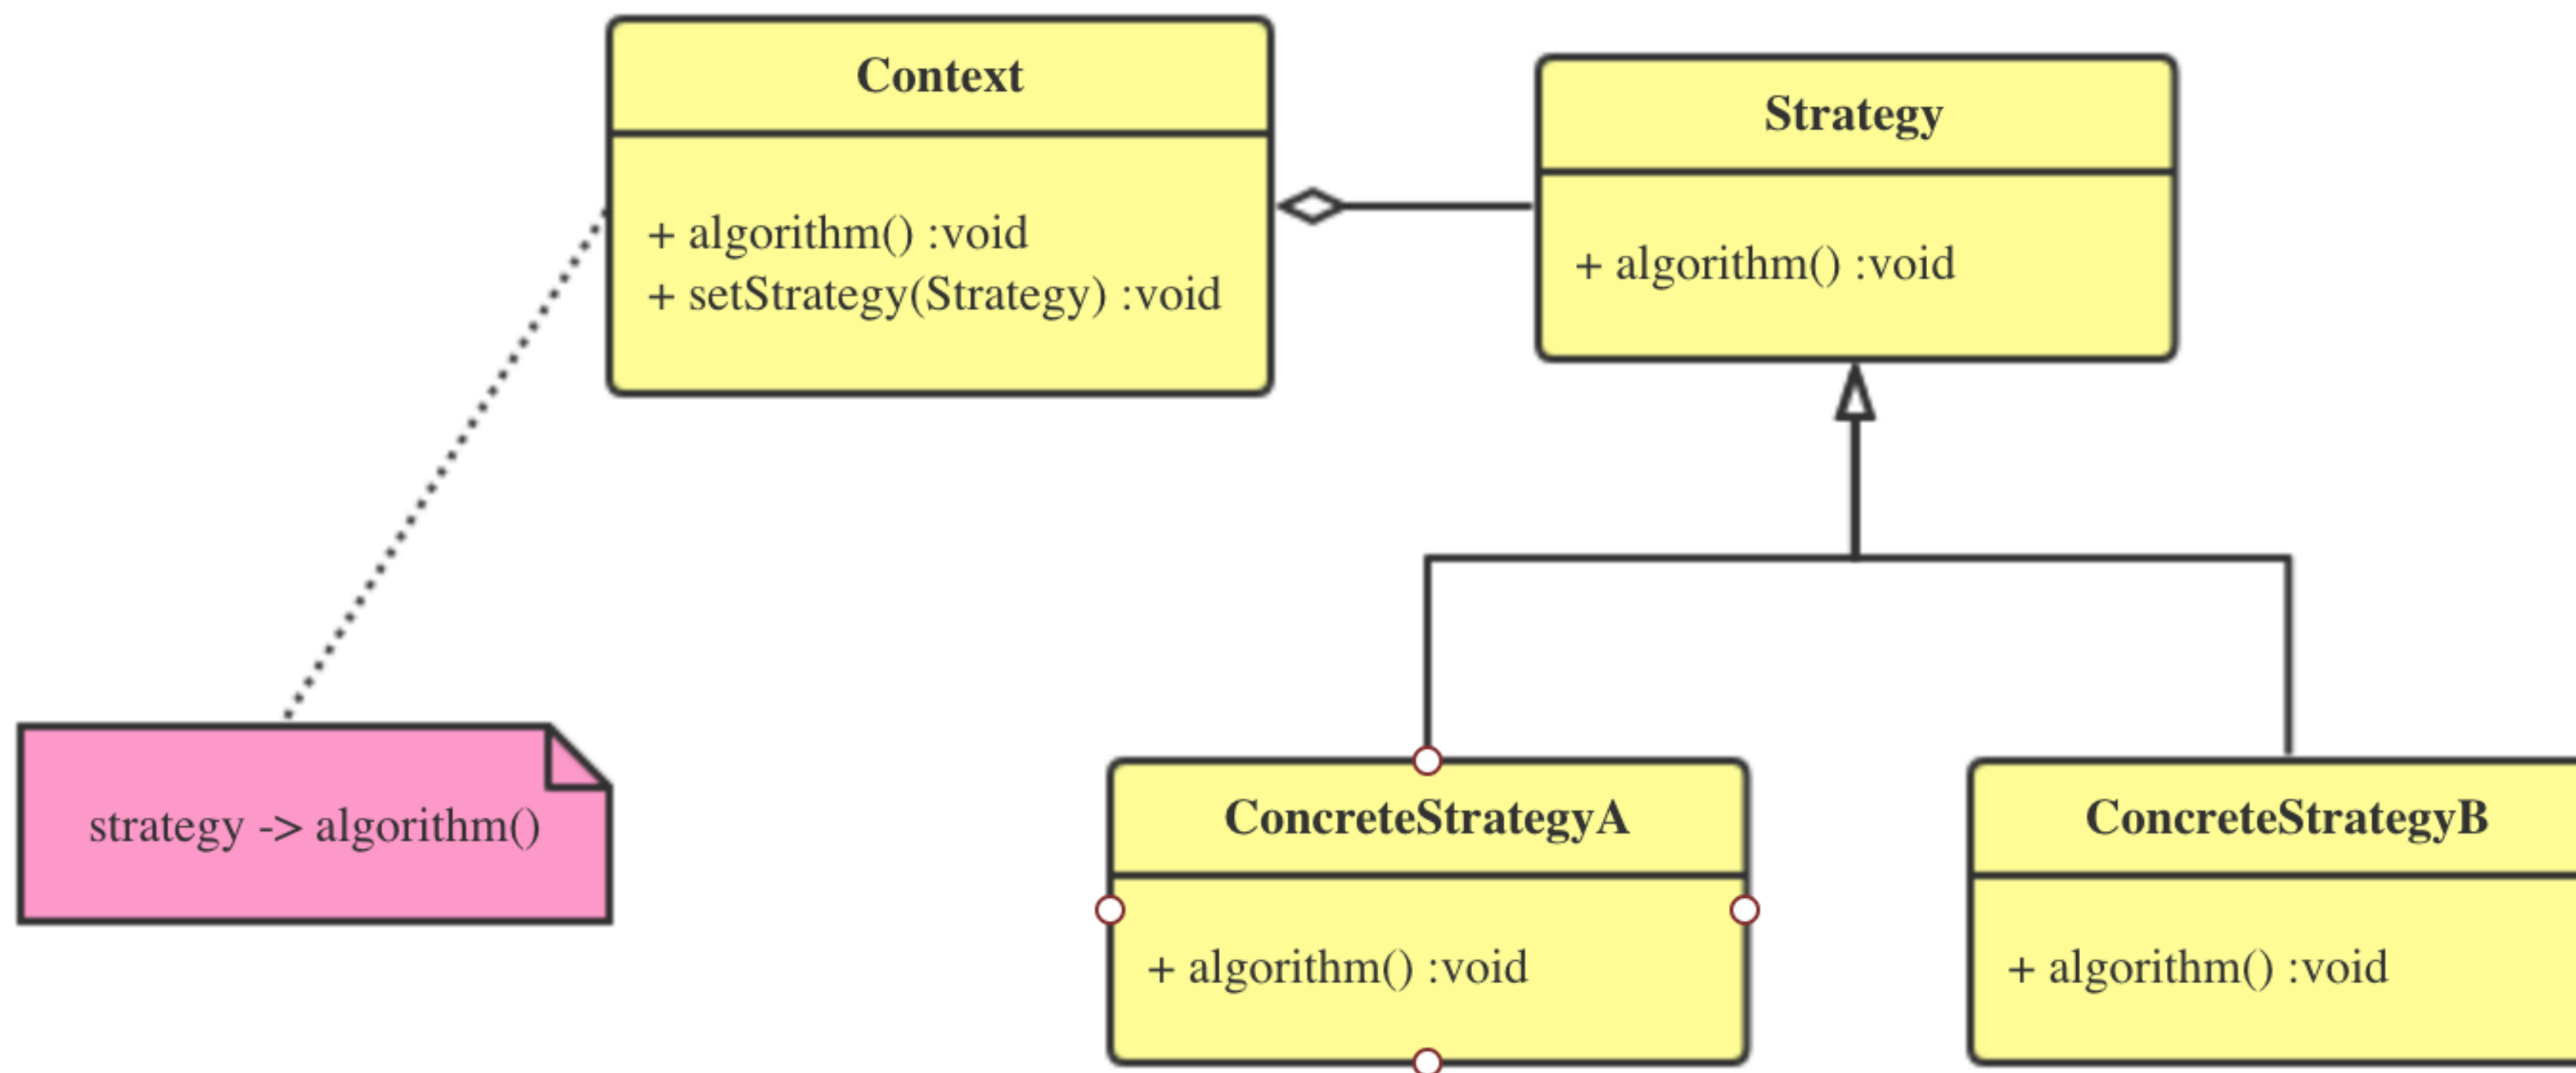 Context
+ algorithm() :void
+ setStrategy(Strategy) :void
Strategy
+ algorithm() :void
strategy -> algorithm()
ConcreteStrategyA
+ algorithm() :void
ConcreteStrategyB
+ algorithm() :void